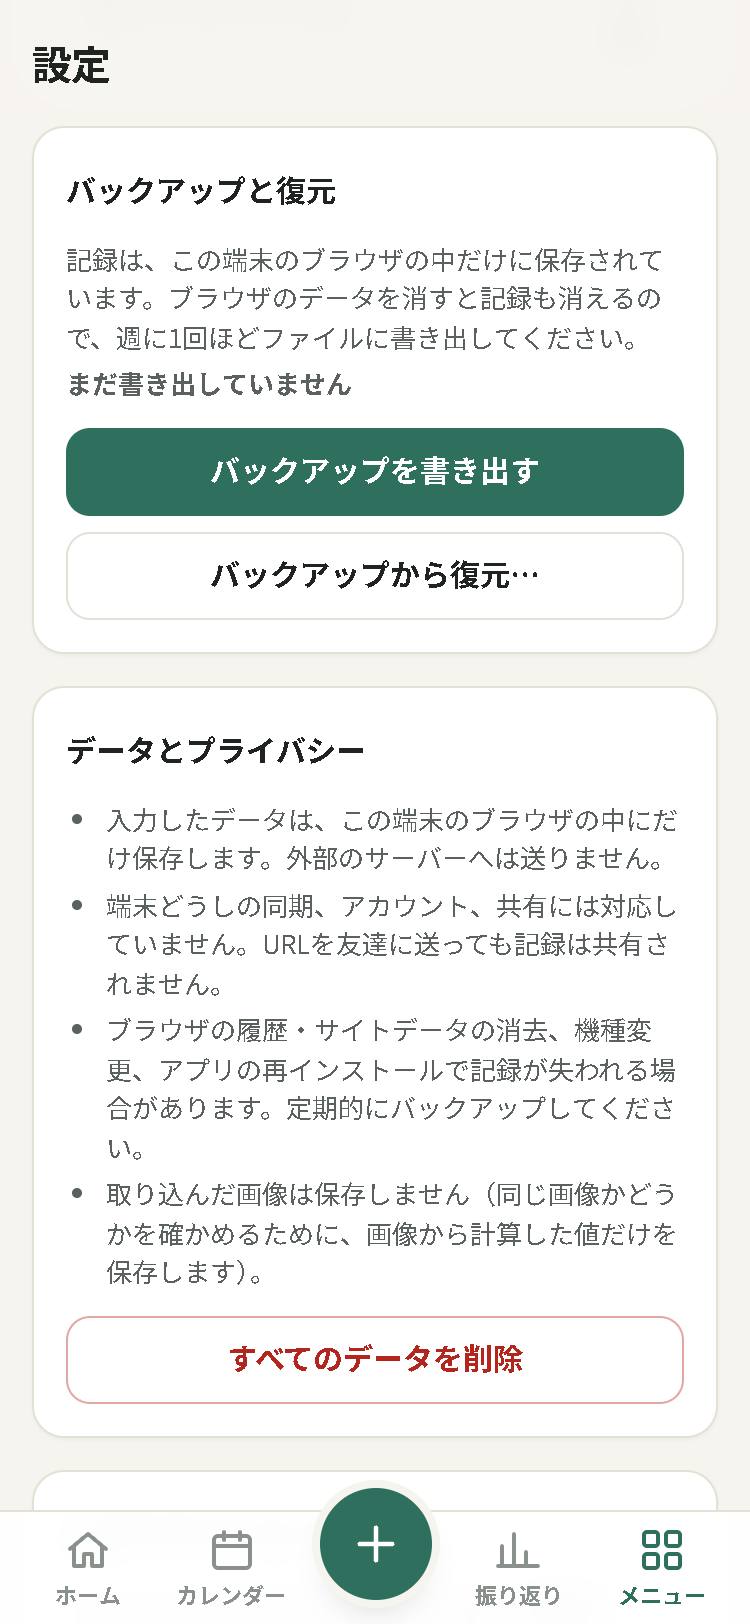 設定
バックアップと復元
記録は、この端末のブラウザの中だけに保存されて
います。ブラウザのデータを消すと記録も消えるの
で、週に1回ほどファイルに書き出してください。
まだ書き出していません
バックアップを書き出す
バックアップから復元…
データとプライバシー
• 入力したデータは、この端末のブラウザの中にだ
け保存します。外部のサーバーへは送りません。
• 端末どうしの同期、アカウント、共有には対応し
ていません。URLを友達に送っても記録は共有さ
れません。
• ブラウザの履歴・サイトデータの消去、機種変
更、アプリの再インストールで記録が失われる場
合があります。定期的にバックアップしてくださ
い。
• 取り込んだ画像は保存しません（同じ画像かどう
かを確かめるために、画像から計算した値だけを
保存します）。
すべてのデータを削除
ホーム
カレンダー
振り返り
メニュー